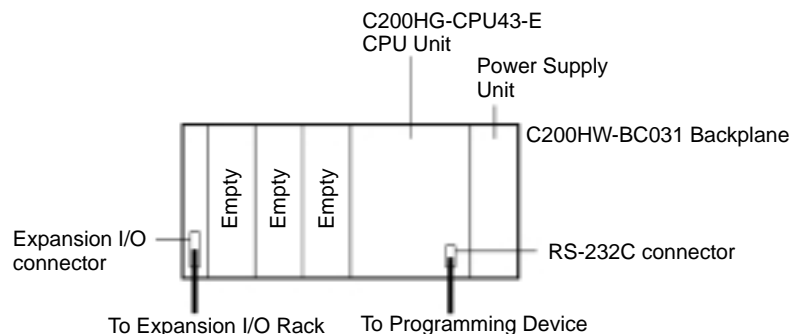 C200HG-CPU43-E
CPU Unit
Power Supply
Unit
C200HW-BC031 Backplane
Empty
Empty
Empty
Expansion I/O
connector
RS-232C connector
To Expansion I/O Rack
To Programming Device